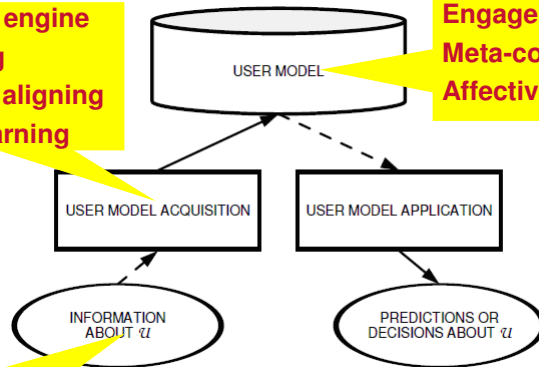 engine
aligning
Engage
Meta-co
Affectiv
USER MODEL
USER MODEL ACQUISITION
USER MODEL APPLICATION
INFORMATION
ABOUT U
PREDICTIONS OR
DECISIONS ABOUT U